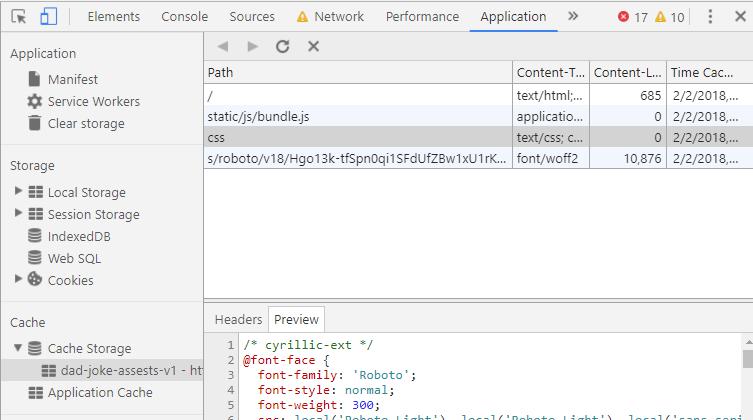 Elements Console Sources Network Performance Application » 17 10
Application
Manifest
Service Workers
Clear storage
Storage
Local Storage
Session Storage
IndexedDB
Web SQL
Cookies
Cache
Cache Storage
dad-joke-assests-v1 - htt
Application Cache
Path Content-T... Content-L... Time Cac...
/ text/html;... 685 2/2/2018,...
static/js/bundle.js applicatio... 0 2/2/2018,...
css text/css; c... 0 2/2/2018,...
s/roboto/v18/Hgo13k-tfSpn0qi1SFdUfZBw1xU1rK... font/woff2 10,876 2/2/2018,...
Headers Preview
1 /* cyrillic-ext */
2 @font-face {
3 font-family: 'Roboto';
4 font-style: normal;
5 font-weight: 300;